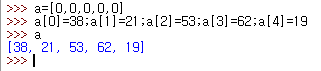 >>> a=[0,0,0,0,0]
>>> a[0]=38;a[1]=21;a[2]=53;a[3]=62;a[4]=19
>>> a
[38, 21, 53, 62, 19]
>>>